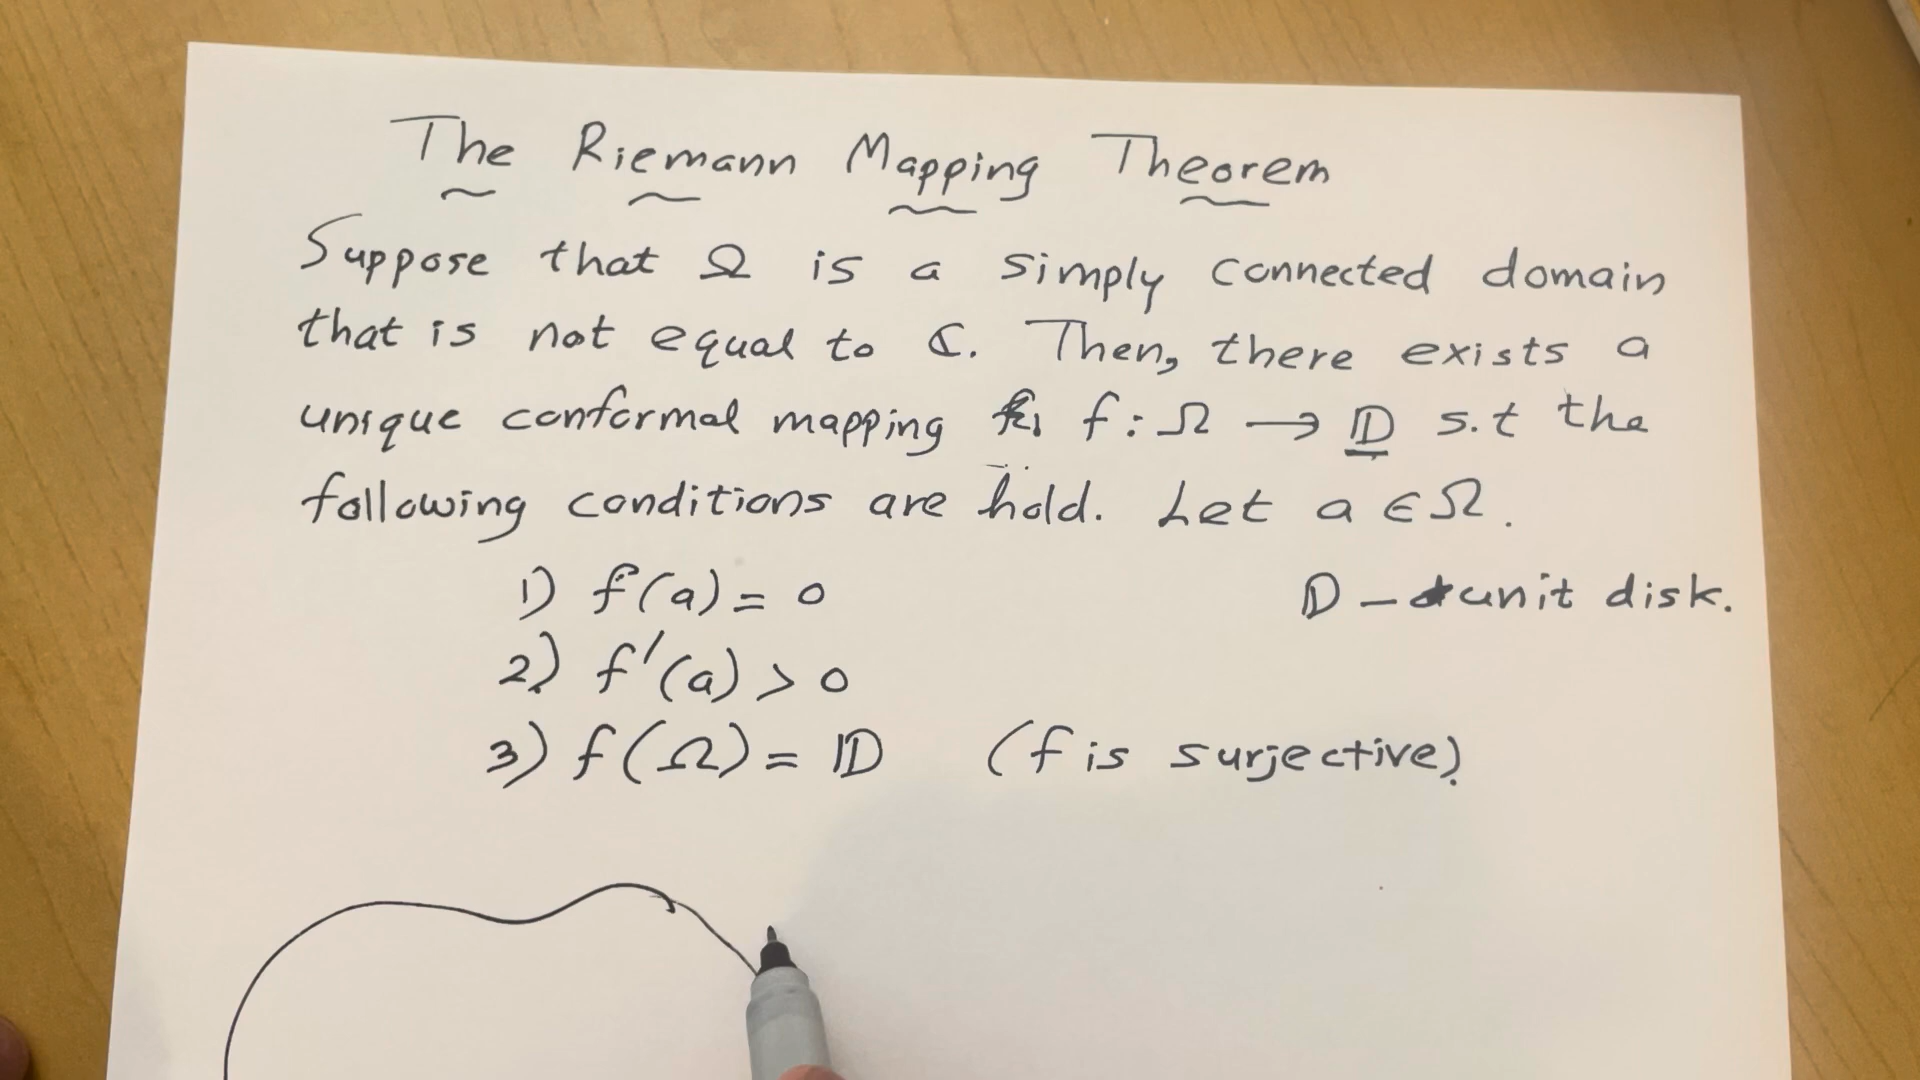 The Riemann Mapping Theorem
Suppose that Ω is a simply connected domain
that is not equal to ℂ. Then, there exists a
unique conformal mapping f: Ω → 𝔻 s.t the
following conditions are hold. Let a ∈ Ω.
1) f(a) = 0
𝔻 - unit disk.
2) f'(a) > 0
3) f(Ω) = 𝔻 (f is surjective).